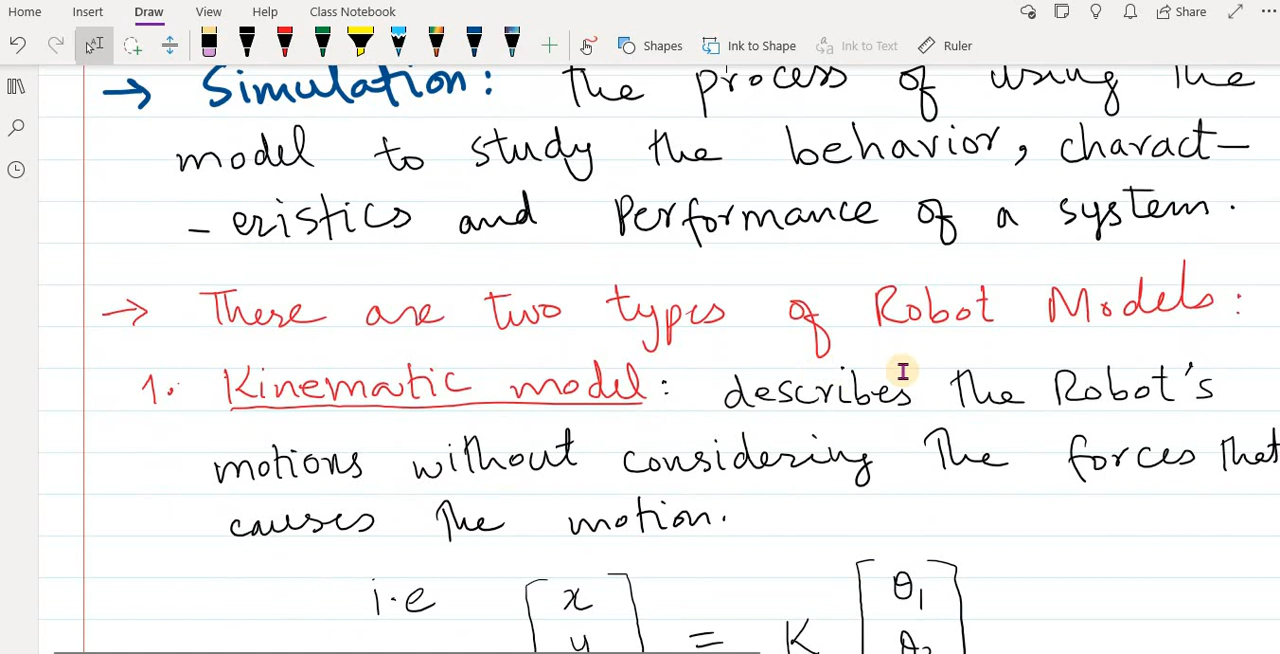 Home Insert Draw View Help Class Notebook Share
Shapes Ink to Shape Ink to Text Ruler
→ Simulation: the process of using the
model to study the behavior, charact-
-eristics and Performance of a system.
→ There are two types of Robot Models:
1. Kinematic model: describes the Robot's
motions without considering The forces that
causes The motion.
i.e [x y = K [θ1 θ2